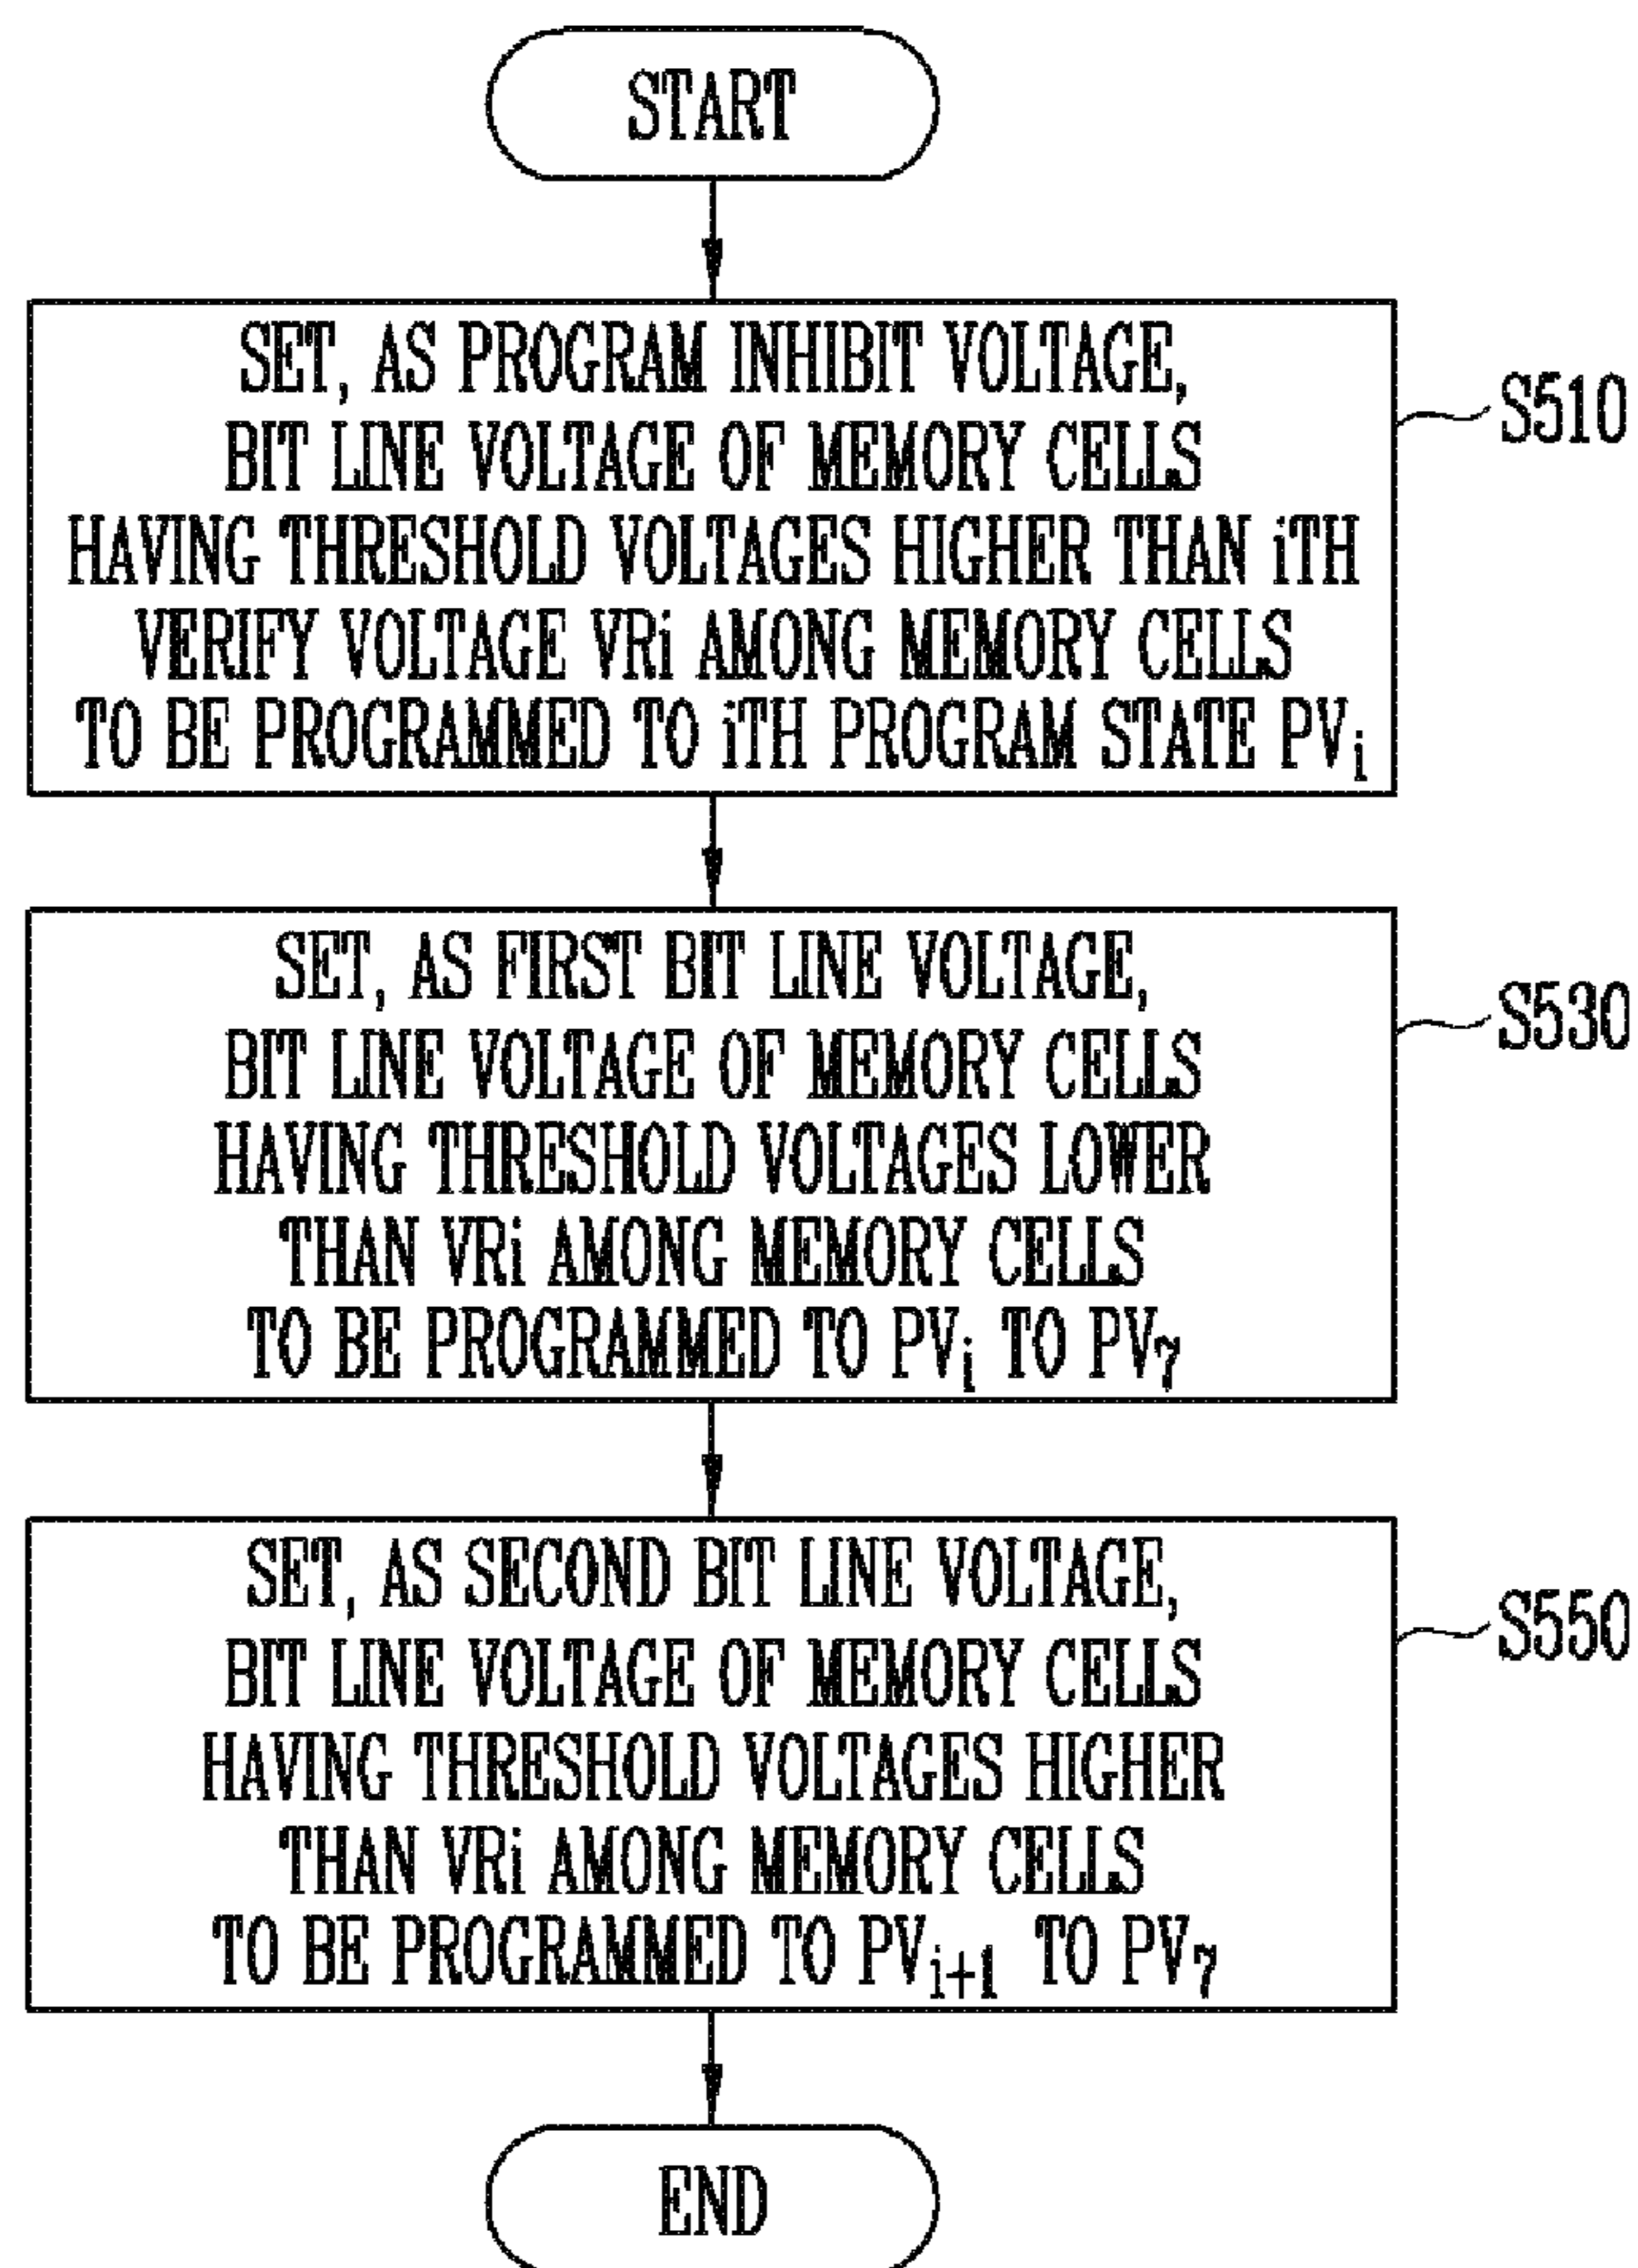 START
SET, AS PROGRAM INHIBIT VOLTAGE,
BIT LINE VOLTAGE OF MEMORY CELLS
HAVING THRESHOLD VOLTAGES HIGHER THAN iTH
VERIFY VOLTAGE VRi AMONG MEMORY CELLS
TO BE PROGRAMMED TO iTH PROGRAM STATE PVi
S510
SET, AS FIRST BIT LINE VOLTAGE,
BIT LINE VOLTAGE OF MEMORY CELLS
HAVING THRESHOLD VOLTAGES LOWER
THAN VRi AMONG MEMORY CELLS
TO BE PROGRAMMED TO PVi TO PV7
S530
SET, AS SECOND BIT LINE VOLTAGE,
BIT LINE VOLTAGE OF MEMORY CELLS
HAVING THRESHOLD VOLTAGES HIGHER
THAN VRi AMONG MEMORY CELLS
TO BE PROGRAMMED TO PVi+1 TO PV7
S550
END